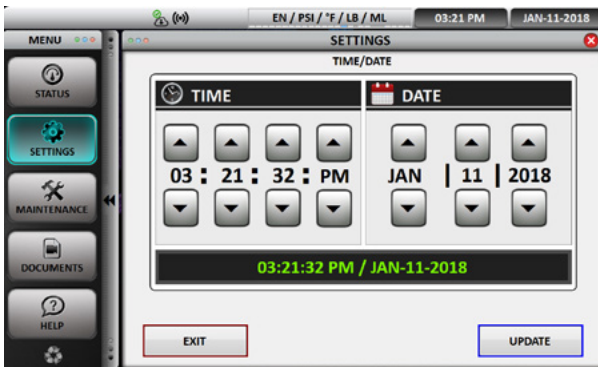 EN / PSI / °F / LB / ML 03:21 PM JAN-11-2018
MENU SETTINGS
TIME/DATE
STATUS
SETTINGS
MAINTENANCE
DOCUMENTS
HELP
TIME DATE
03 : 21 : 32 : PM JAN | 11 | 2018
03:21:32 PM / JAN-11-2018
EXIT UPDATE